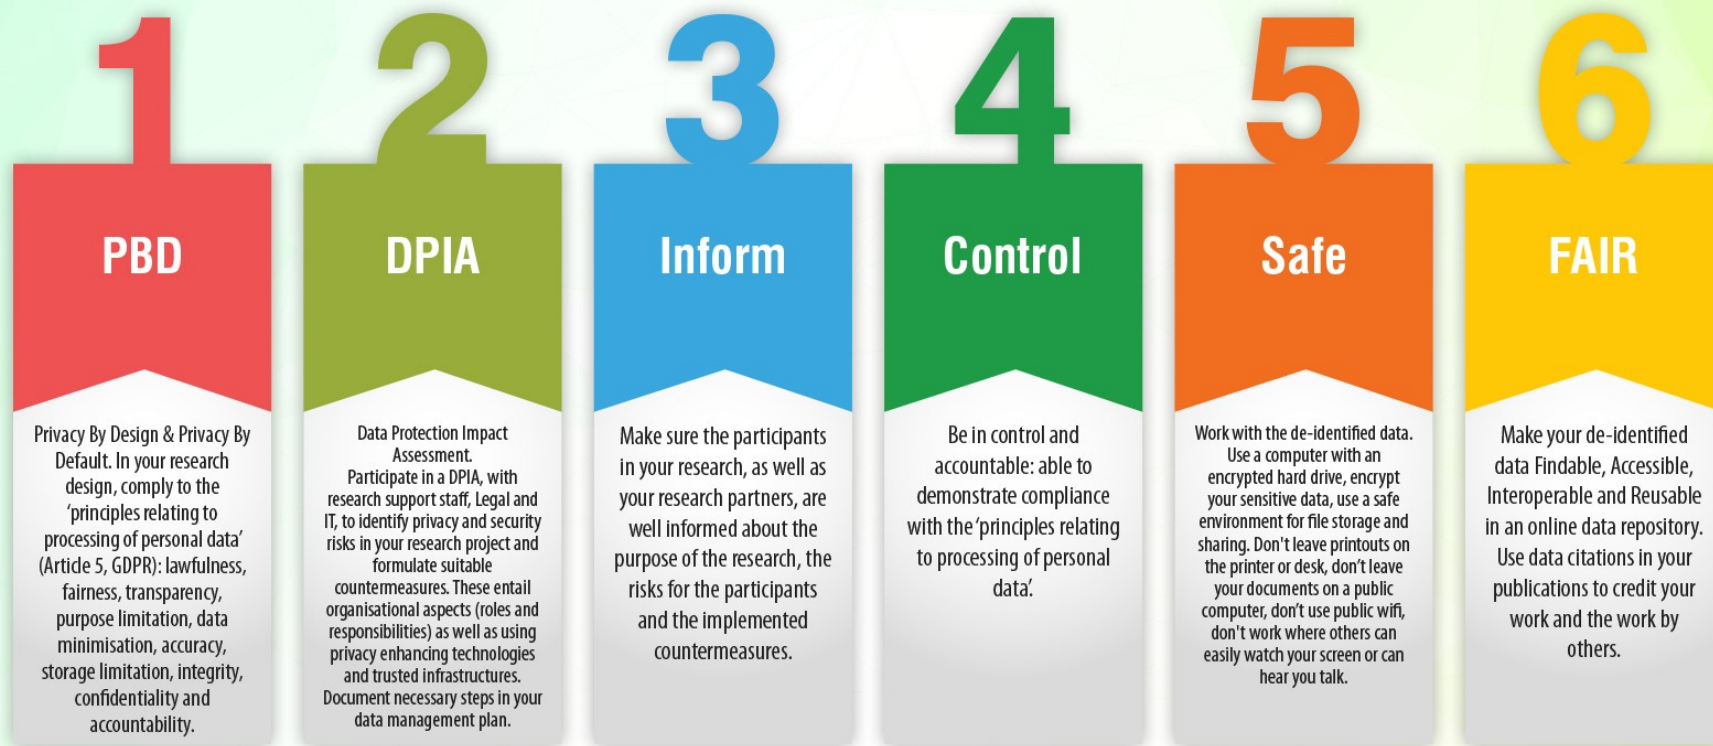 1
PBD
Privacy By Design & Privacy By
Default. In your research
design, comply to the
‘principles relating to
processing of personal data’
(Article 5, GDPR): lawfulness,
fairness, transparency,
purpose limitation, data
minimisation, accuracy,
storage limitation, integrity,
confidentiality and
accountability.
2
DPIA
Data Protection Impact
Assessment.
Participate in a DPIA, with
research support staff, Legal and
IT, to identify privacy and security
risks in your research project and
formulate suitable
countermeasures. These entail
organisational aspects (roles and
responsibilities) as well as using
privacy enhancing technologies
and trusted infrastructures.
Document necessary steps in your
data management plan.
3
Inform
Make sure the participants
in your research, as well as
your research partners, are
well informed about the
purpose of the research, the
risks for the participants
and the implemented
countermeasures.
4
Control
Be in control and
accountable: able to
demonstrate compliance
with the ‘principles relating
to processing of personal
data’.
5
Safe
Work with the de-identified data.
Use a computer with an
encrypted hard drive, encrypt
your sensitive data, use a safe
environment for file storage and
sharing. Don't leave printouts on
the printer or desk, don’t leave
your documents on a public
computer, don’t use public wifi,
don't work where others can
easily watch your screen or can
hear you talk.
6
FAIR
Make your de-identified
data Findable, Accessible,
Interoperable and Reusable
in an online data repository.
Use data citations in your
publications to credit your
work and the work by
others.